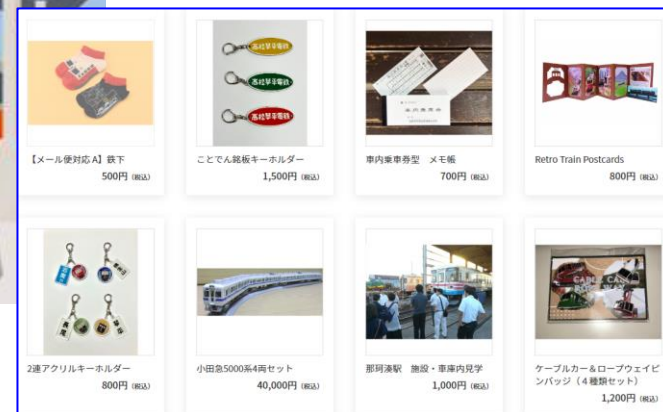 【メール便対応A】鉄下
500円 (税込)
ことでん銘板キーホルダー
1,500円 (税込)
車内乗車券型 メモ帳
700円 (税込)
Retro Train Postcards
800円 (税込)
2連アクリルキーホルダー
800円 (税込)
小田急5000系4両セット
40,000円 (税込)
那珂湊駅 施設・車庫内見学
1,000円 (税込)
ケーブルカー＆ロープウェイピ
ンバッジ（４種類セット）
1,200円 (税込)